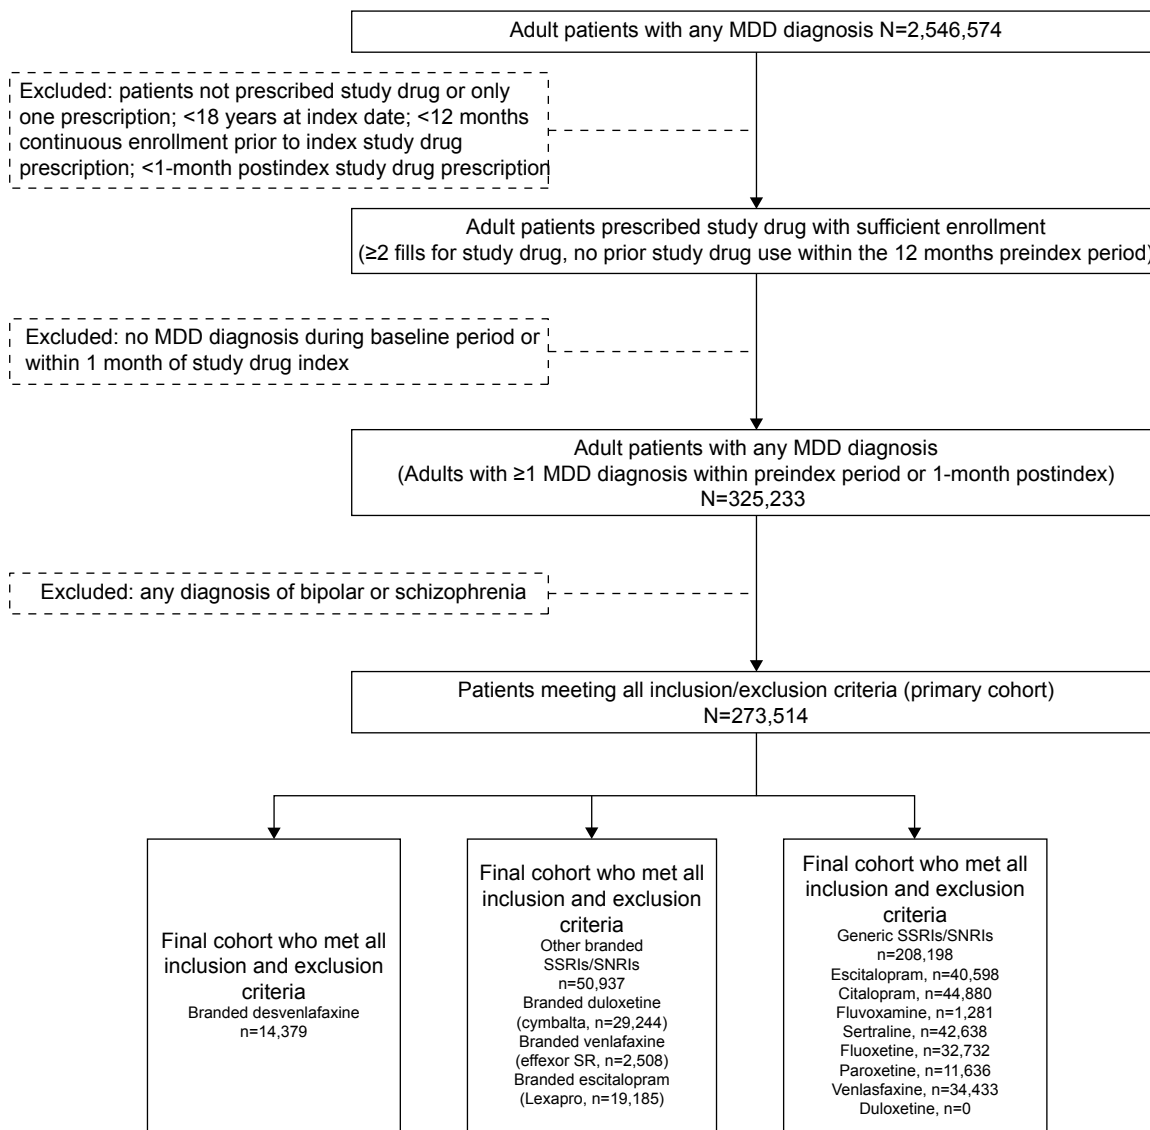 Adult patients with any MDD diagnosis N=2,546,574
Excluded: patients not prescribed study drug or only
one prescription; <18 years at index date; <12 months
continuous enrollment prior to index study drug
prescription; <1-month postindex study drug prescription
Adult patients prescribed study drug with sufficient enrollment
(≥2 fills for study drug, no prior study drug use within the 12 months preindex period)
Excluded: no MDD diagnosis during baseline period or
within 1 month of study drug index
Adult patients with any MDD diagnosis
(Adults with ≥1 MDD diagnosis within preindex period or 1-month postindex)
N=325,233
Excluded: any diagnosis of bipolar or schizophrenia
Patients meeting all inclusion/exclusion criteria (primary cohort)
N=273,514
Final cohort who met all
inclusion and exclusion
criteria
Branded desvenlafaxine
n=14,379
Final cohort who met all
inclusion and exclusion
criteria
Other branded
SSRIs/SNRIs
n=50,937
Branded duloxetine
(cymbalta, n=29,244)
Branded venlafaxine
(effexor SR, n=2,508)
Branded escitalopram
(Lexapro, n=19,185)
Final cohort who met all
inclusion and exclusion
criteria
Generic SSRIs/SNRIs
n=208,198
Escitalopram, n=40,598
Citalopram, n=44,880
Fluvoxamine, n=1,281
Sertraline, n=42,638
Fluoxetine, n=32,732
Paroxetine, n=11,636
Venlasfaxine, n=34,433
Duloxetine, n=0